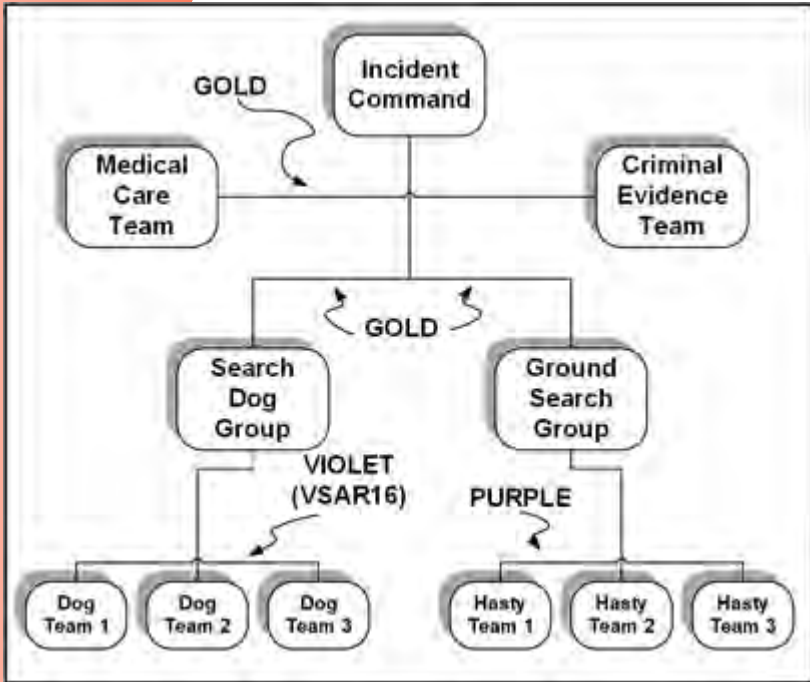 Incident
Command
GOLD
Medical
Care
Team
Criminal
Evidence
Team
GOLD
Search
Dog
Group
Ground
Search
Group
VIOLET
(VSAR16)
PURPLE
Dog
Team 1
Dog
Team 2
Dog
Team 3
Hasty
Team 1
Hasty
Team 2
Hasty
Team 3